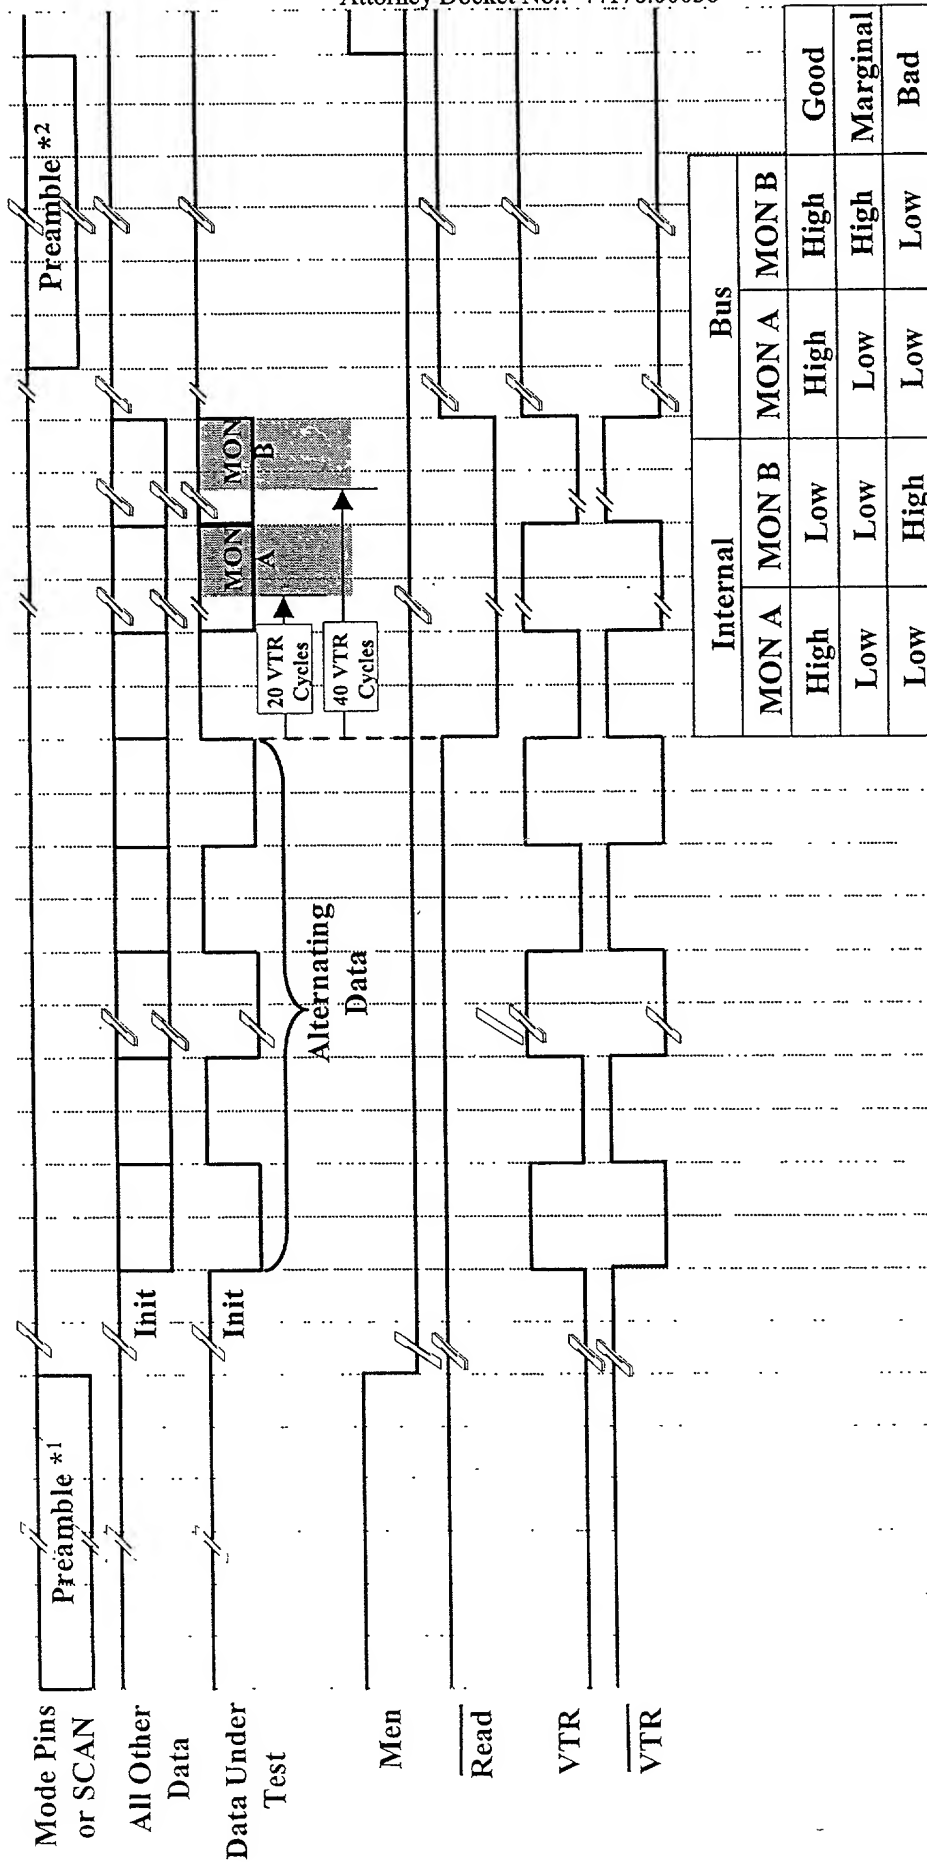 Attorney Docket No.:
Mode Pins
or SCAN
Preamble *1
Preamble *2
All Other
Data
Init
Data Under
Test
Init
MON
A
MON
B
Alternating
Data
20 VTR
Cycles
40 VTR
Cycles
Men
Read
VTR
VTR
Internal Bus
MON A MON B MON A MON B
High Low High High Good
Low Low Low High Marginal
Low High Low Low Bad